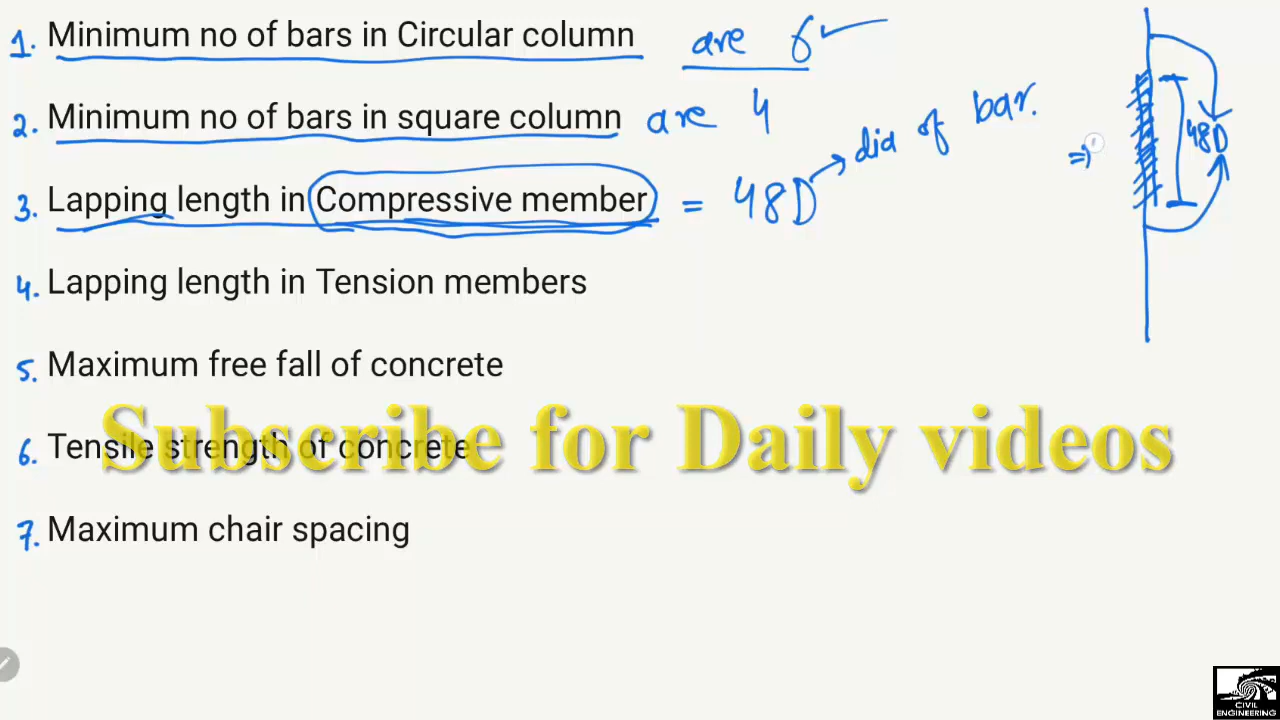 1. Minimum no of bars in Circular column are 6
2. Minimum no of bars in square column are 4
3. Lapping length in Compressive member = 48D dia of bar.
=)
48D
4. Lapping length in Tension members
5. Maximum free fall of concrete
Subscribe for Daily videos
6. Tensile strength of concrete
7. Maximum chair spacing
CIVIL
ENGINEERING